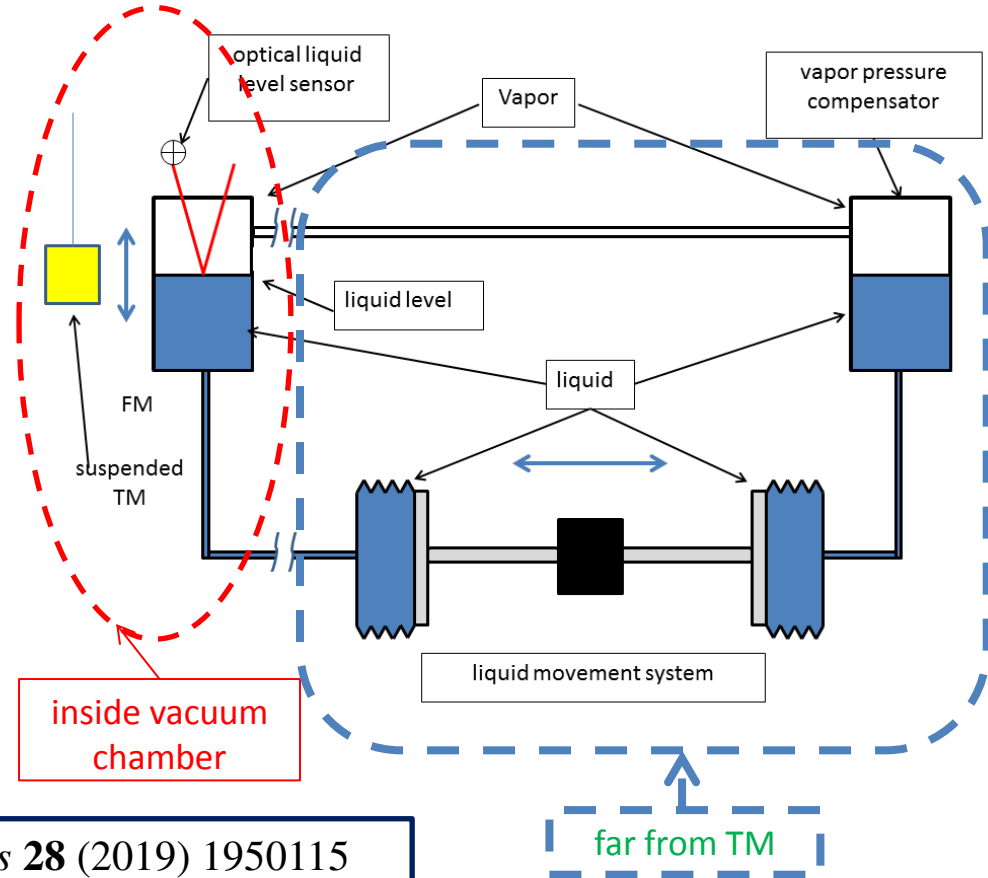 optical liquid
level sensor
Vapor
vapor pressure
compensator
liquid level
liquid
FM
suspended
TM
liquid movement system
inside vacuum
chamber
far from TM
s 28 (2019) 1950115